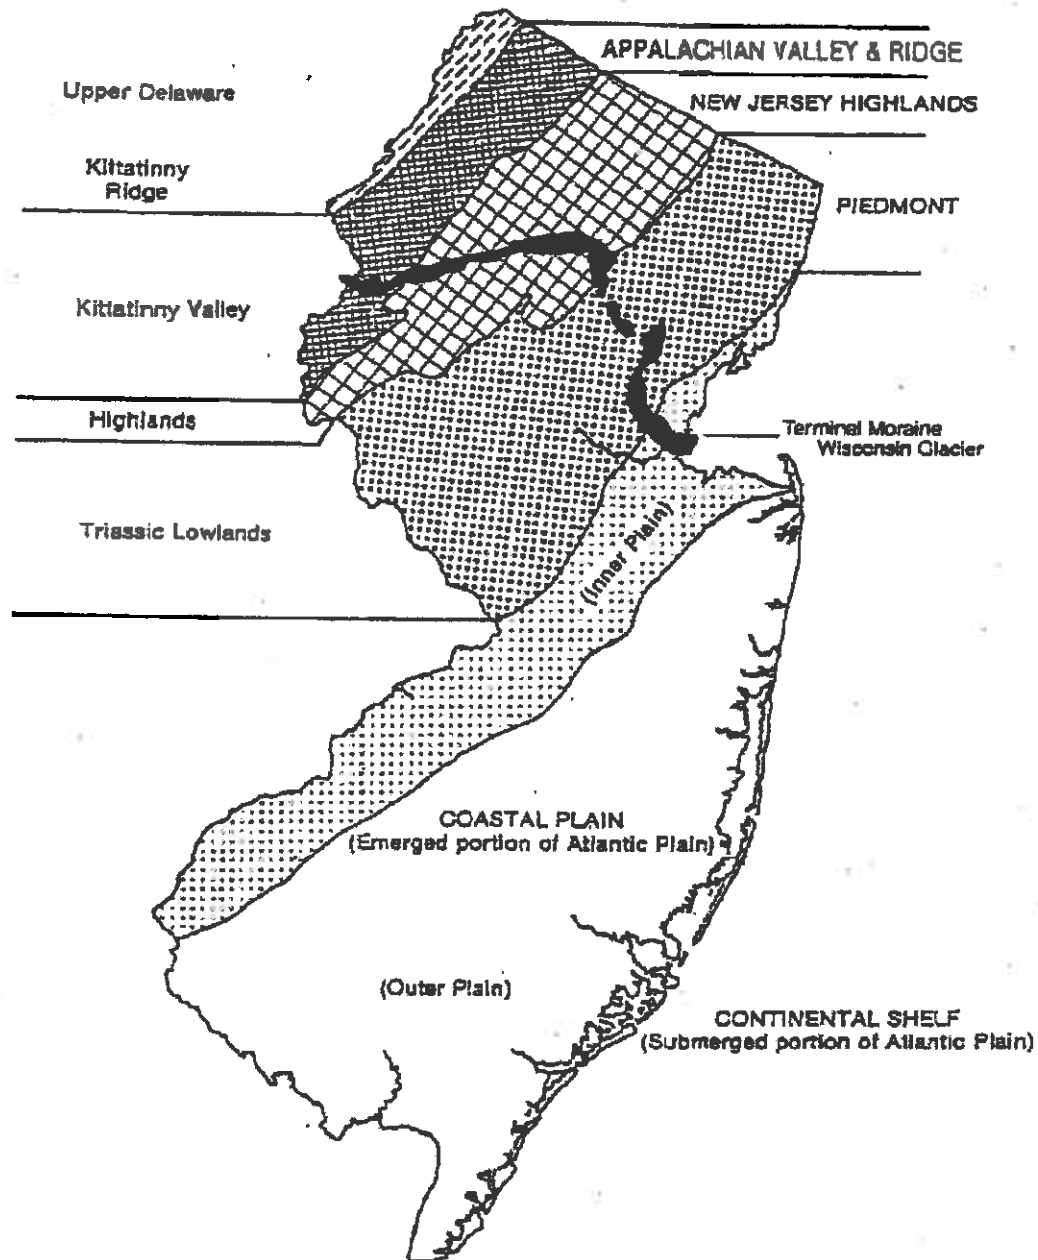 APPALACHIAN VALLEY & RIDGE
Upper Delaware
NEW JERSEY HIGHLANDS
Kittatinny
Ridge
PIEDMONT
Kittatinny Valley
Highlands
Terminal Moraine
Wisconsin Glacier
Triassic Lowlands
(Inner Plain)
COASTAL PLAIN
(Emerged portion of Atlantic Plain)
(Outer Plain)
CONTINENTAL SHELF
(Submerged portion of Atlantic Plain)